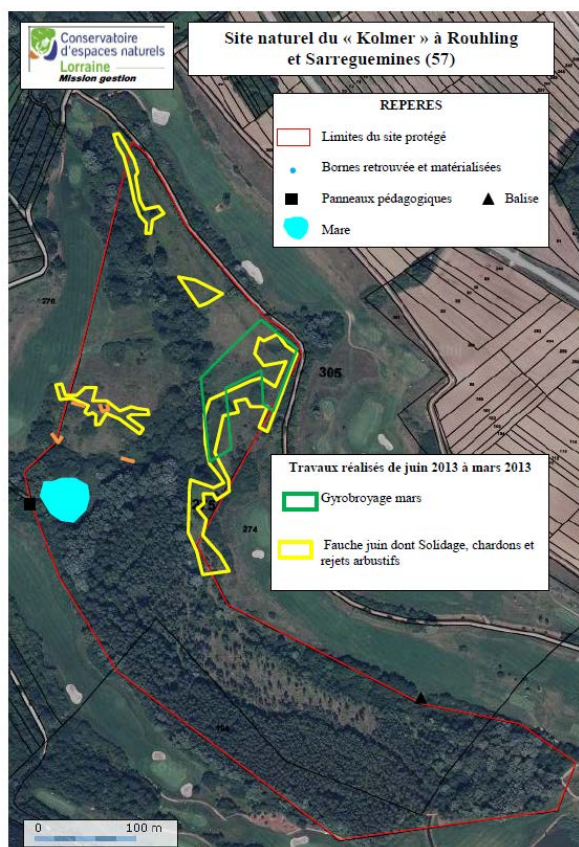 Conservatoire
d'espaces naturels
Lorraine
Mission gestion
Site naturel du « Kolmer » à Rouhling
et Sarreguemines (57)
REPERES
Limites du site protégé
Bornes retrouvée et matérialisées
Panneaux pédagogiques
Balise
Mare
276
305
Travaux réalisés de juin 2013 à mars 2013
Gyrobroyage mars
274
Fauche juin dont Solidage, chardons et
rejets arbustifs
0 100 m